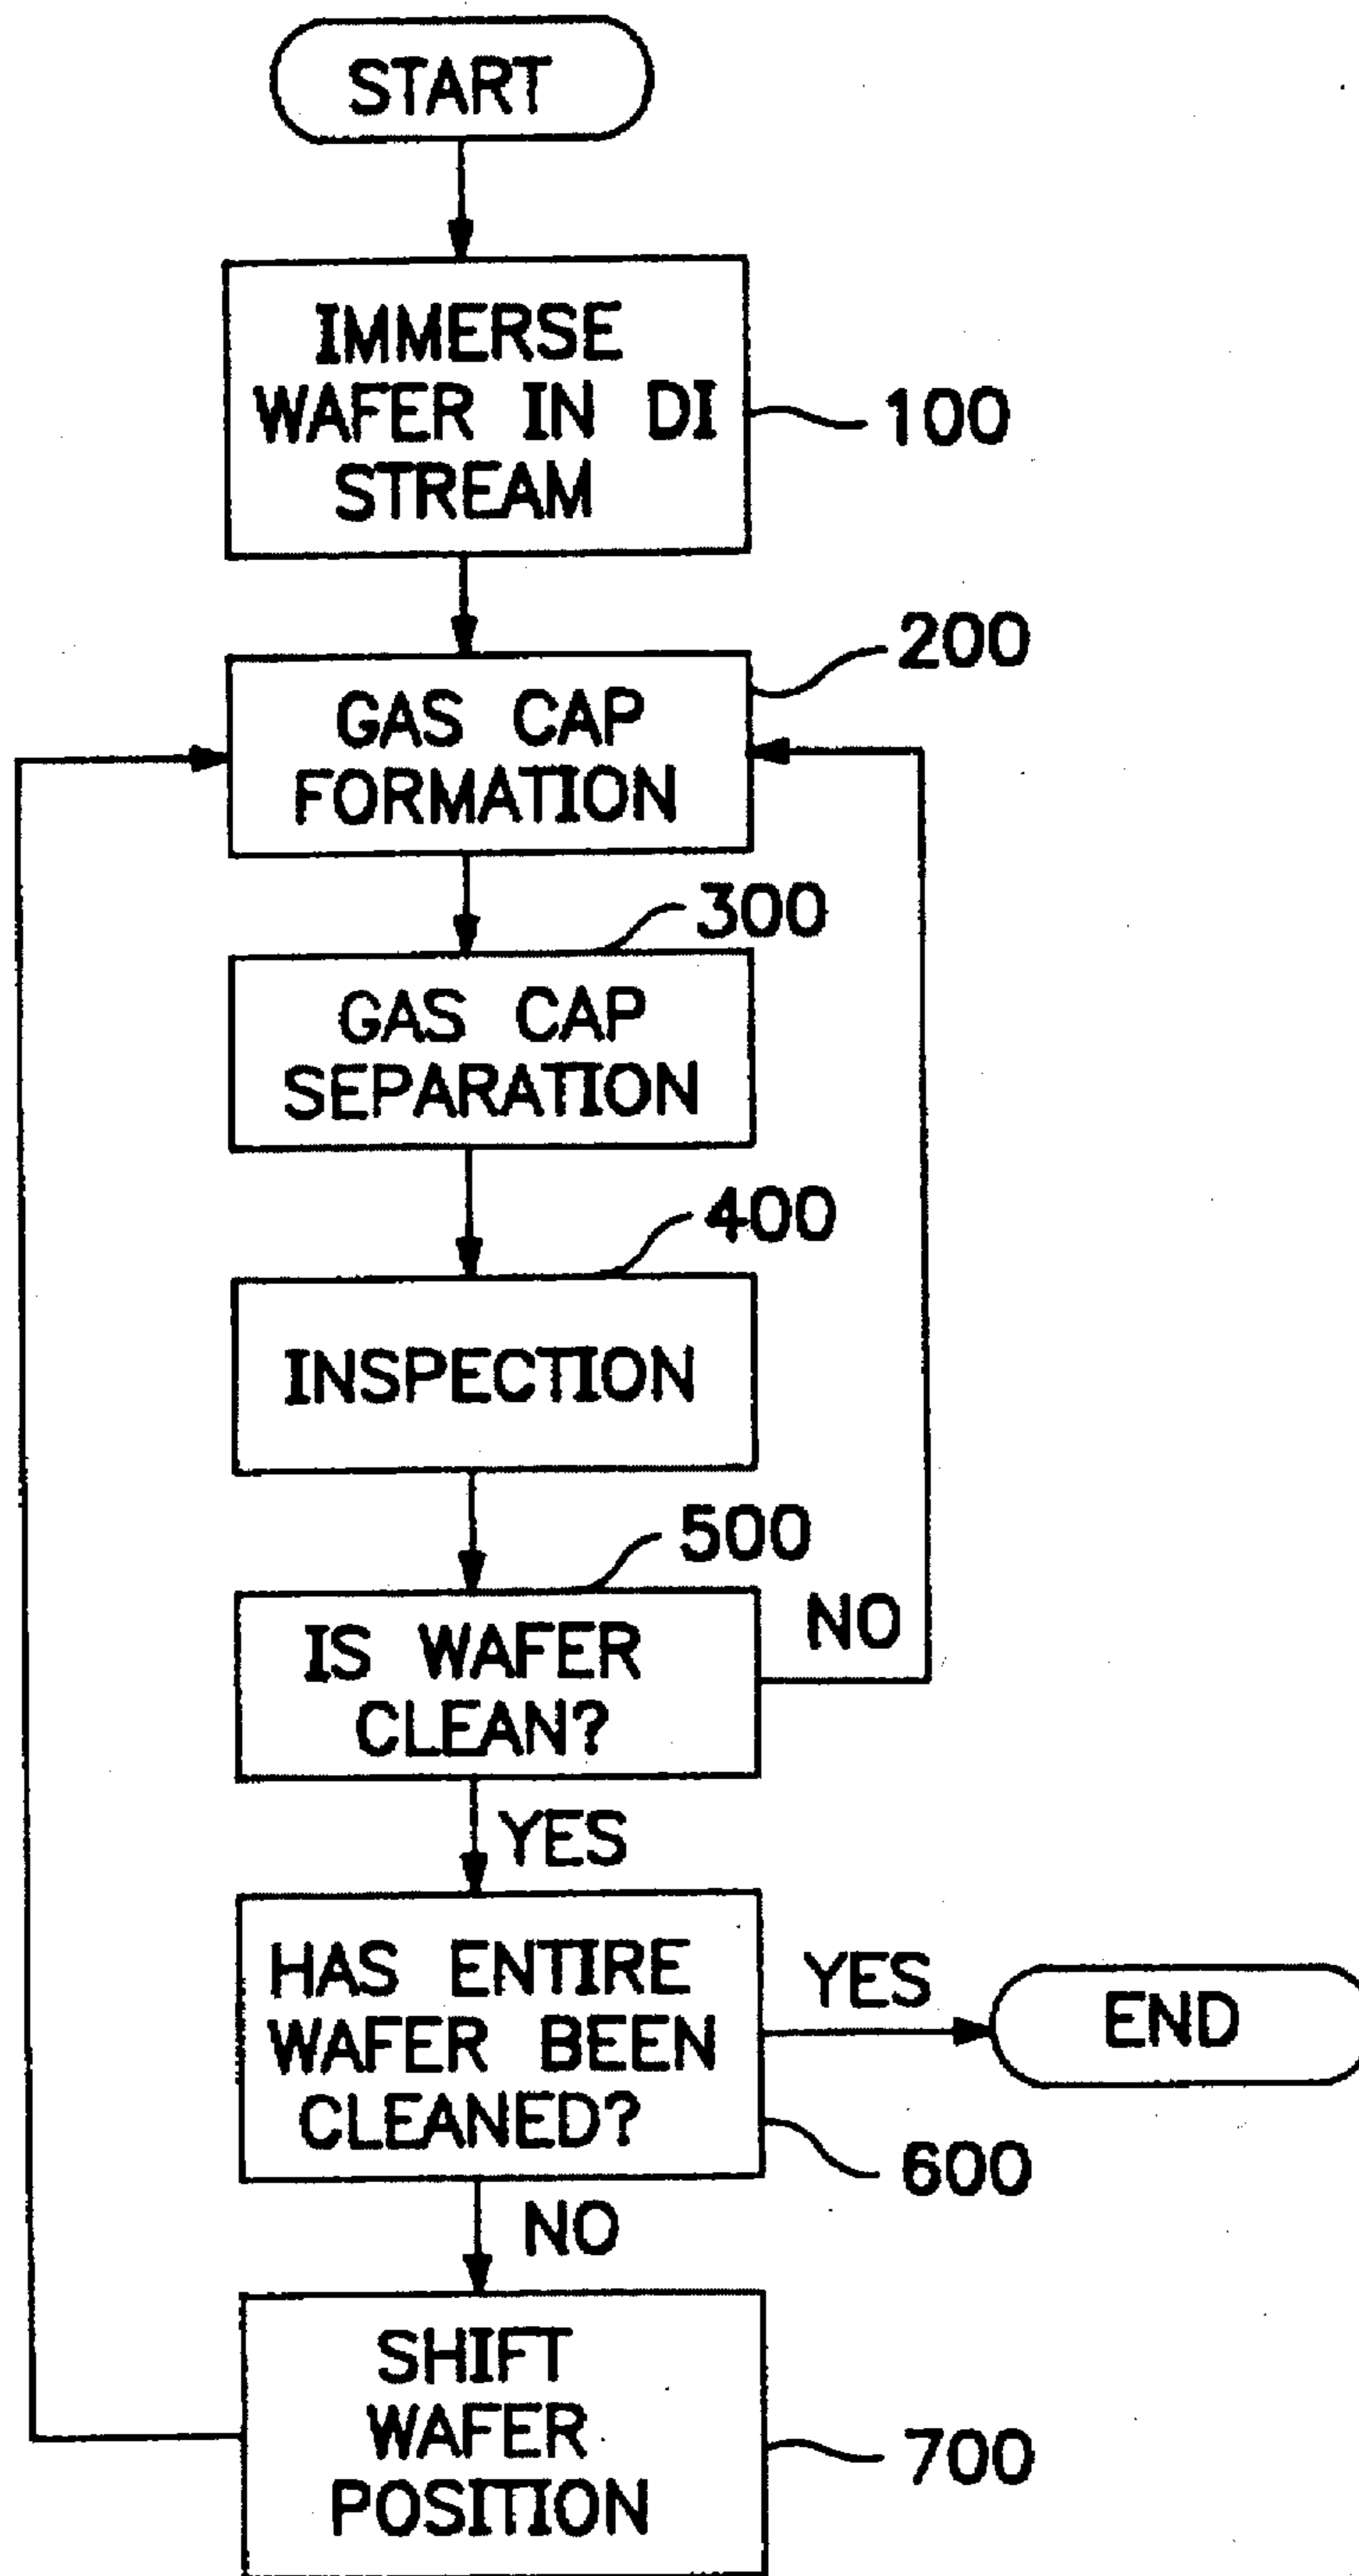 START
IMMERSE
WAFER IN DI
STREAM
100
200
GAS CAP
FORMATION
300
GAS CAP
SEPARATION
400
INSPECTION
500
IS WAFER
CLEAN?
NO
YES
HAS ENTIRE
WAFER BEEN
CLEANED?
YES
END
600
NO
SHIFT
WAFER
POSITION
700